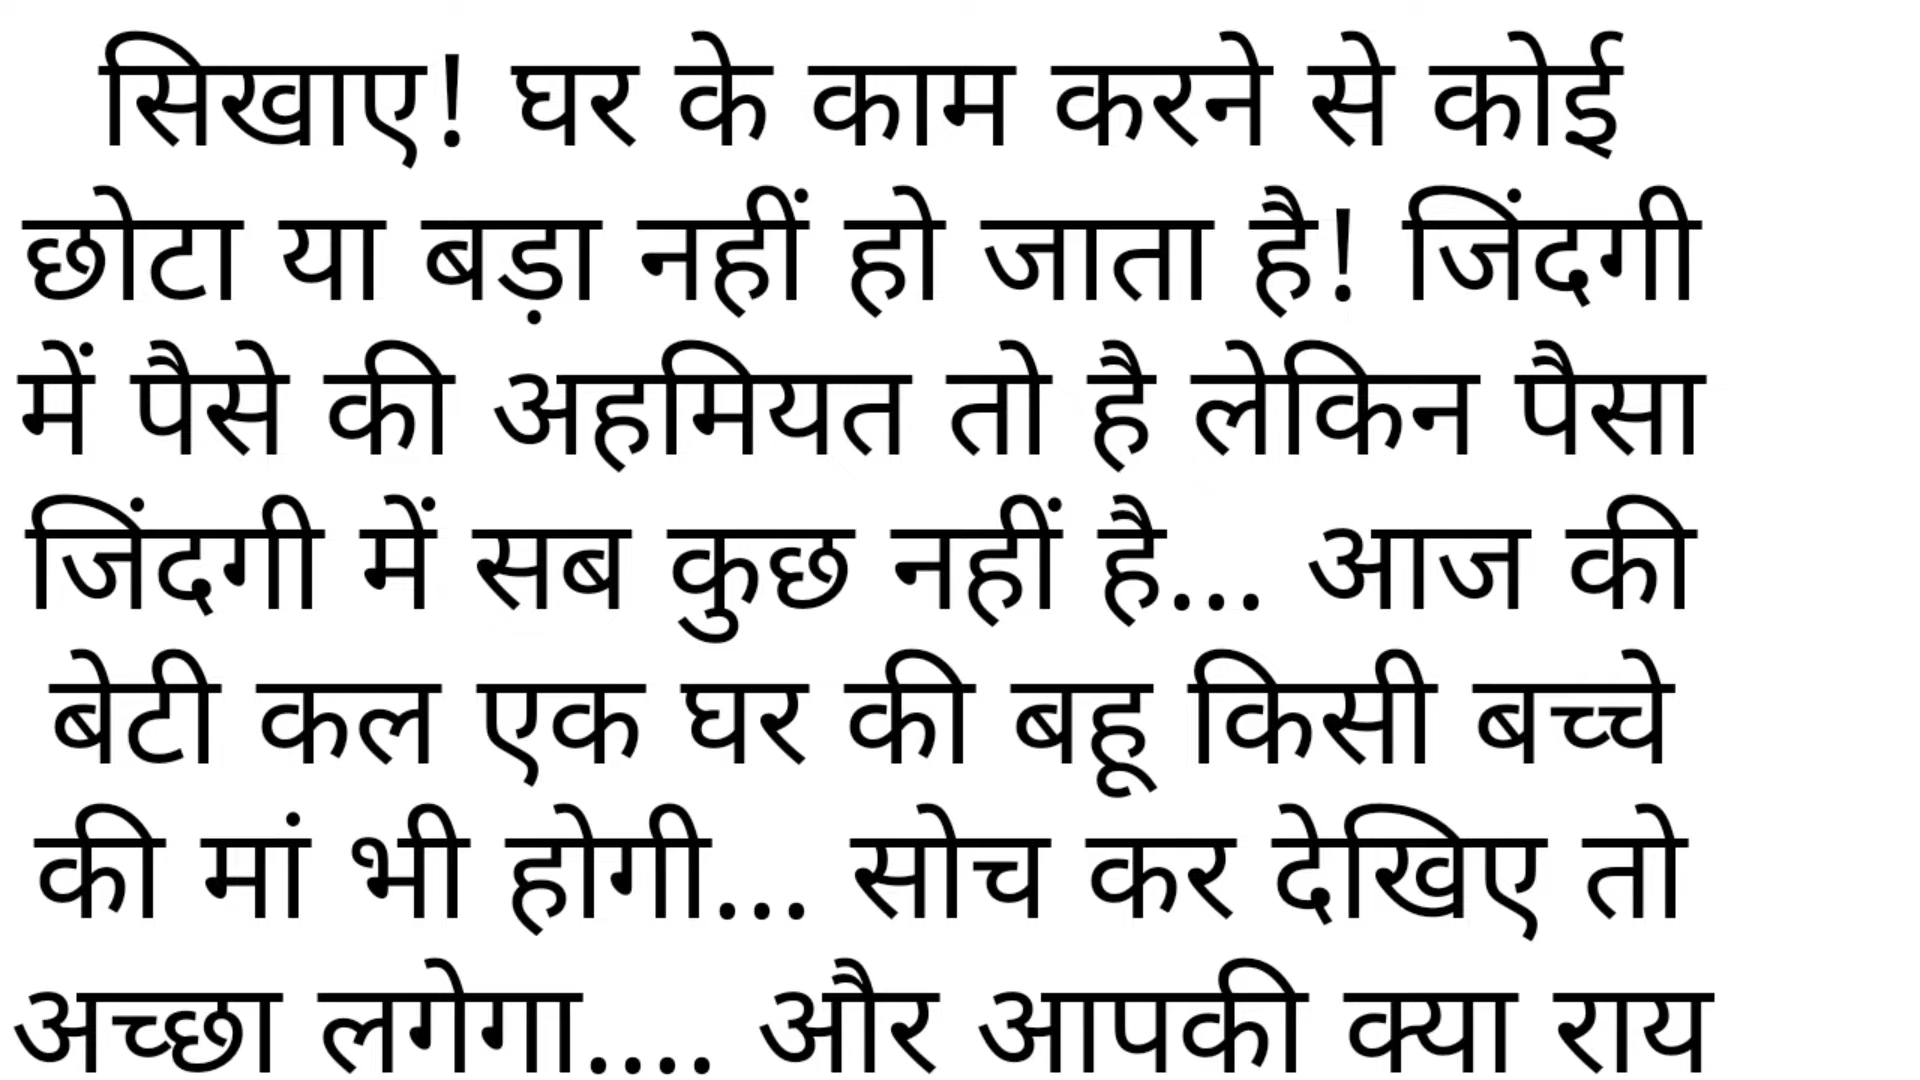 सिखाए! घर के काम करने से कोई
छोटा या बड़ा नहीं हो जाता है! जिंदगी
में पैसे की अहमियत तो है लेकिन पैसा
जिंदगी में सब कुछ नहीं है... आज की
बेटी कल एक घर की बहू किसी बच्चे
की मां भी होगी... सोच कर देखिए तो
अच्छा लगेगा.... और आपकी क्या राय